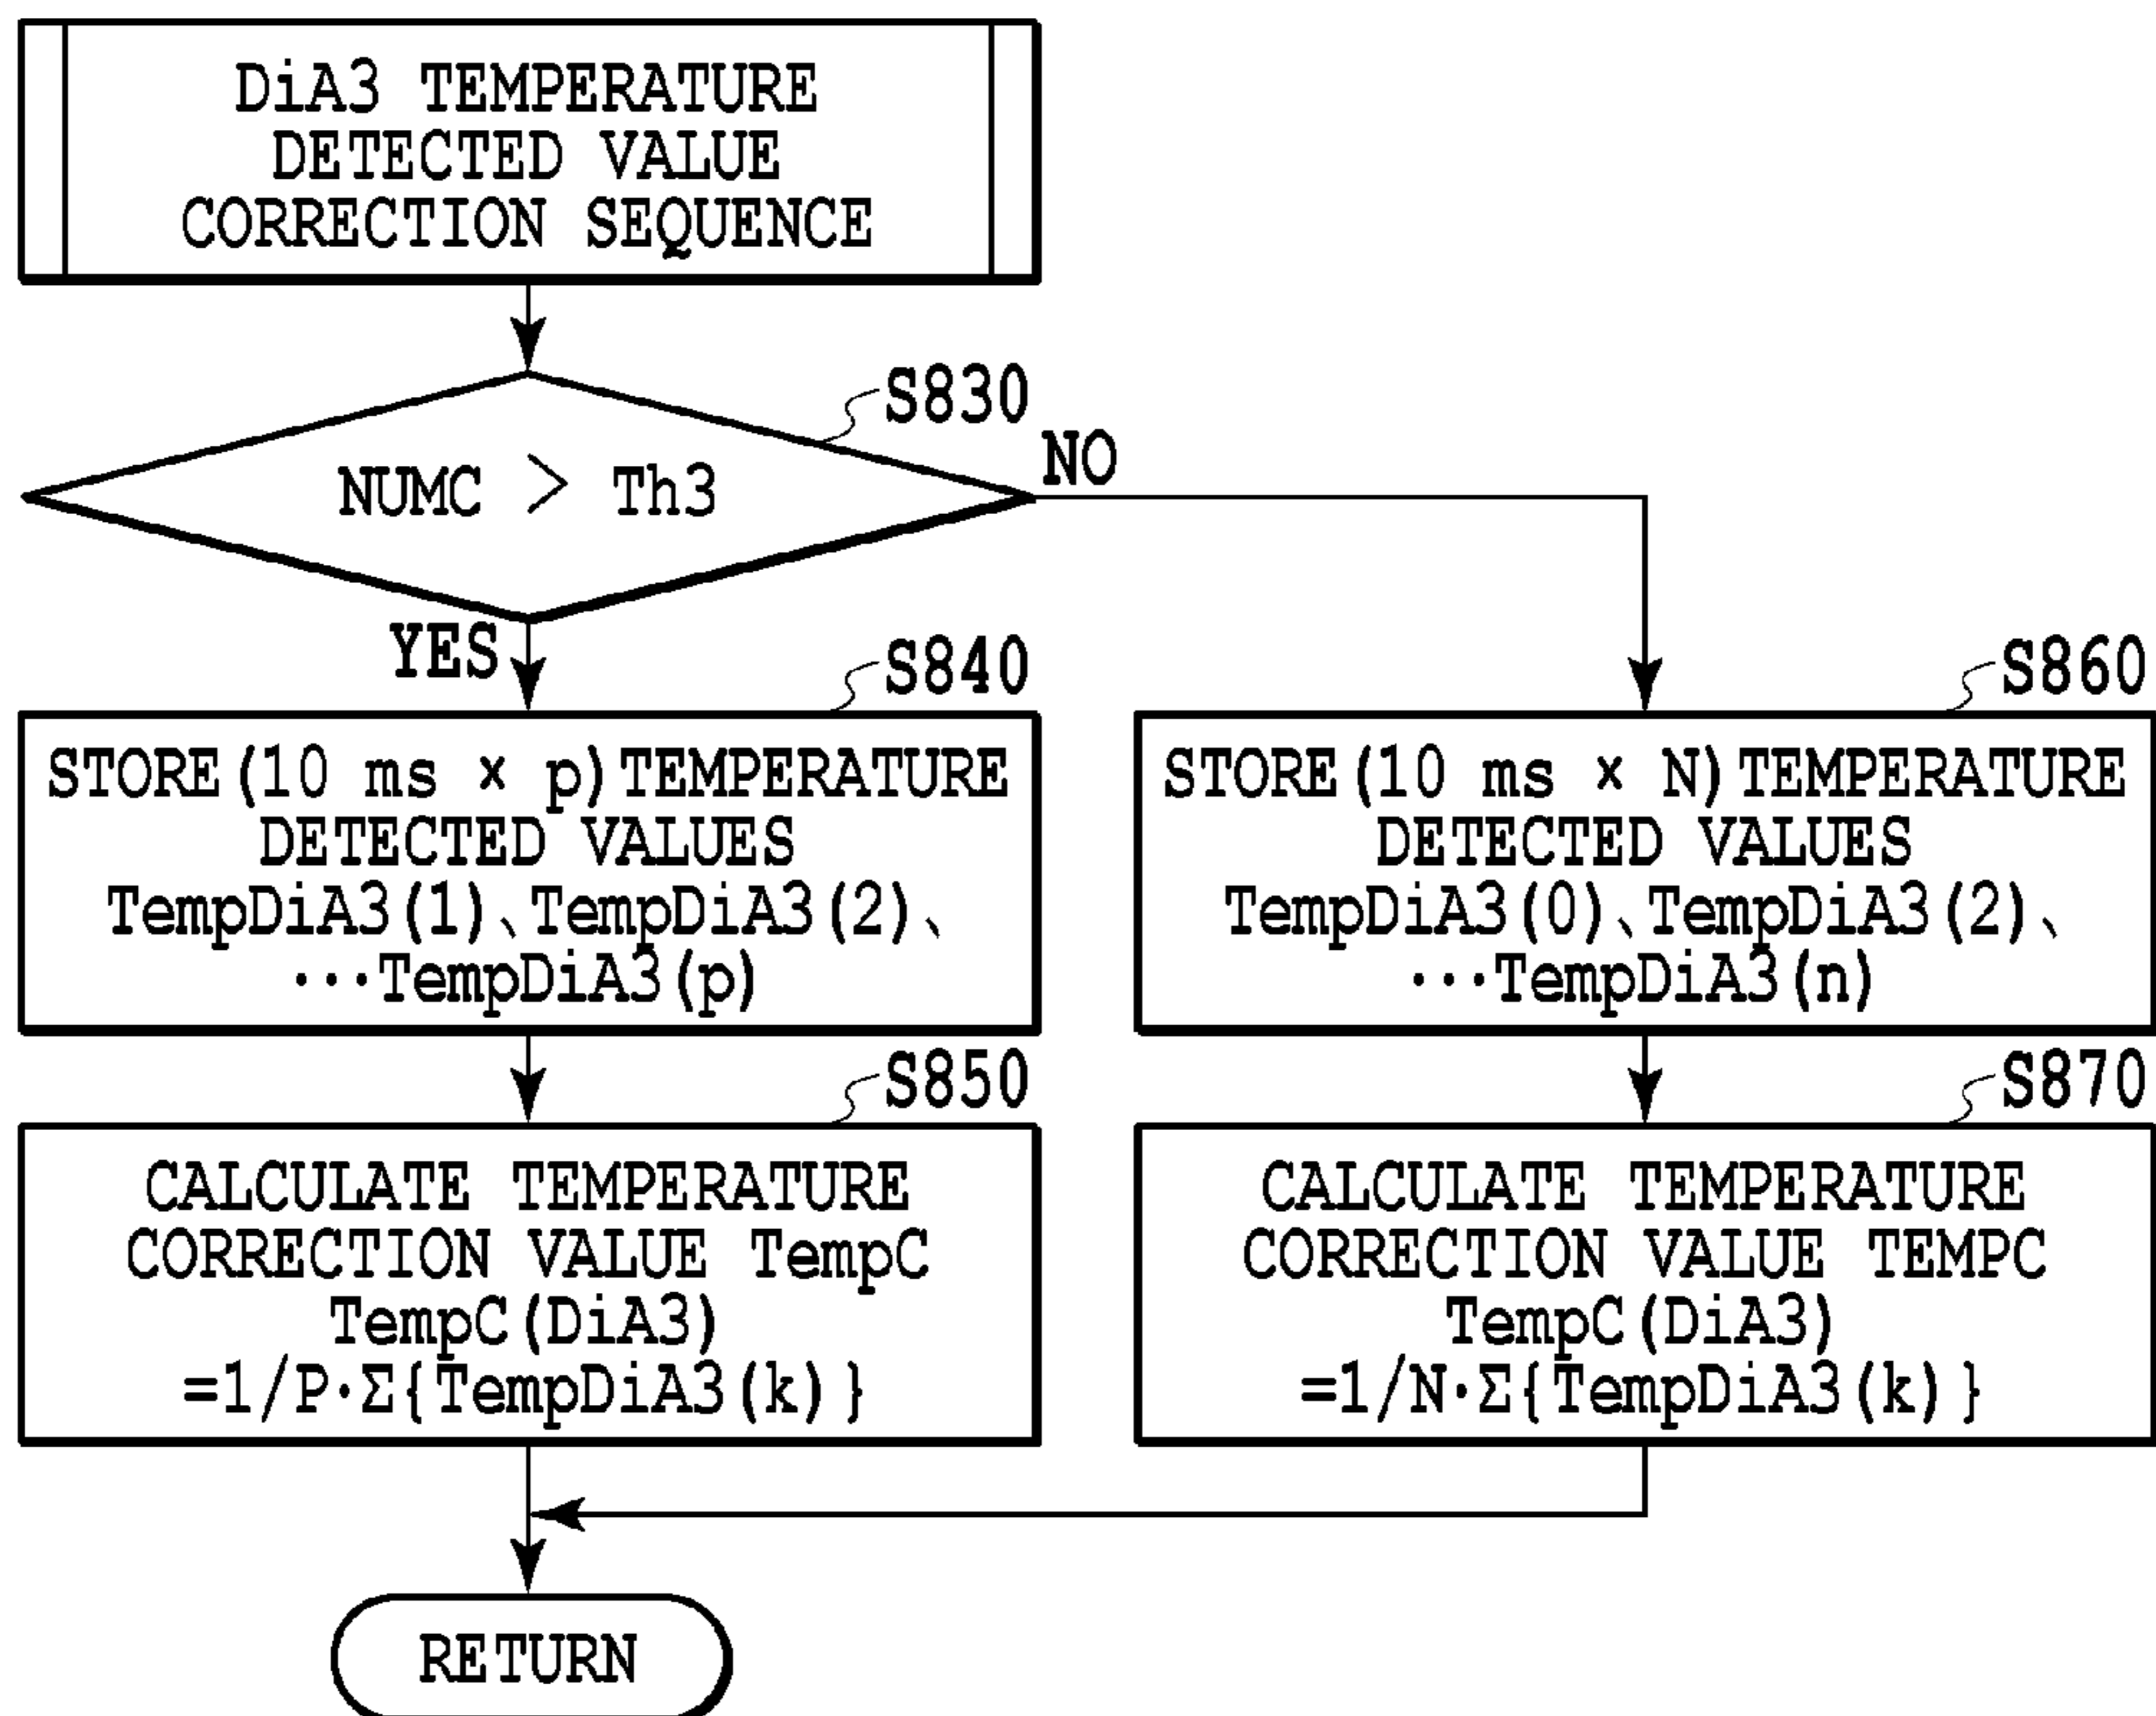 DiA3 TEMPERATURE
DETECTED VALUE
CORRECTION SEQUENCE
S830
NUMC > Th3
NO
YES
S840
STORE(10 ms × p)TEMPERATURE
DETECTED VALUES
TempDiA3(1)、TempDiA3(2)、
···TempDiA3(p)
S850
CALCULATE TEMPERATURE
CORRECTION VALUE TempC
TempC(DiA3)
=1/P·Σ{TempDiA3(k)}
S860
STORE(10 ms × N)TEMPERATURE
DETECTED VALUES
TempDiA3(0)、TempDiA3(2)、
···TempDiA3(n)
S870
CALCULATE TEMPERATURE
CORRECTION VALUE TEMPC
TempC(DiA3)
=1/N·Σ{TempDiA3(k)}
RETURN